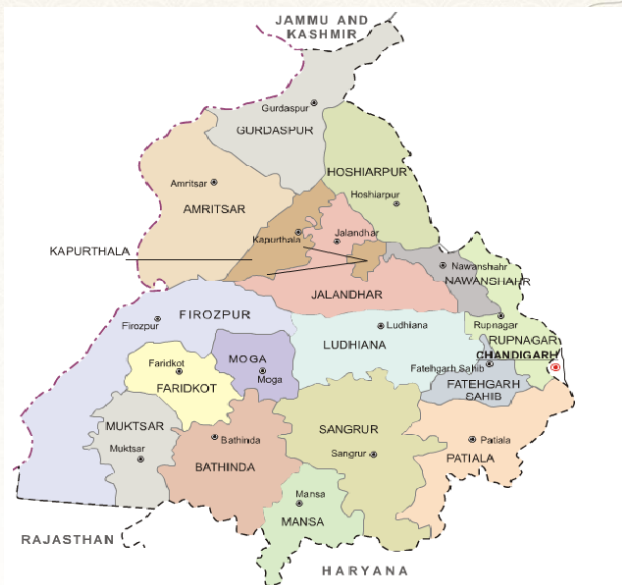 JAMMU AND
KASHMIR
Gurdaspur
GURDASPUR
HOSHIARPUR
Amritsar
Hoshiarpur
AMRITSAR
Kapurthala
Jalandhar
KAPURTHALA
Nawanshahr
NAWANSHAHR
JALANDHAR
FIROZPUR
Firozpur
Ludhiana
Rupnagar
LUDHIANA
RUPNAGAR
CHANDIGARH
MOGA
Faridkot
Fatehgarh Sahib
Moga
FARIDKOT
FATEHGARH
SAHIB
MUKTSAR
SANGRUR
Bathinda
Patiala
Muktsar
Sangrur
PATIALA
BATHINDA
Mansa
MANSA
RAJASTHAN
HARYANA